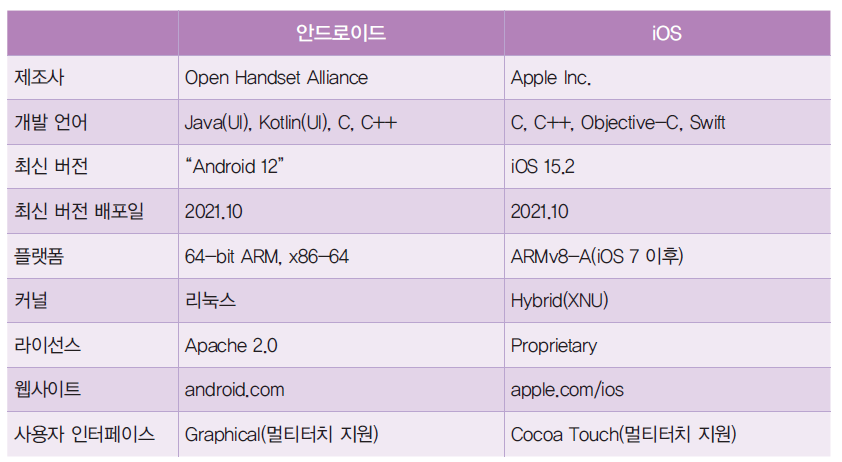 안드로이드 iOS
제조사 Open Handset Alliance Apple Inc.
개발 언어 Java(UI), Kotlin(UI), C, C++ C, C++, Objective-C, Swift
최신 버전 “Android 12” iOS 15.2
최신 버전 배포일 2021.10 2021.10
플랫폼 64-bit ARM, x86-64 ARMv8-A(iOS 7 이후)
커널 리눅스 Hybrid(XNU)
라이선스 Apache 2.0 Proprietary
웹사이트 android.com apple.com/ios
사용자 인터페이스 Graphical(멀티터치 지원) Cocoa Touch(멀티터치 지원)